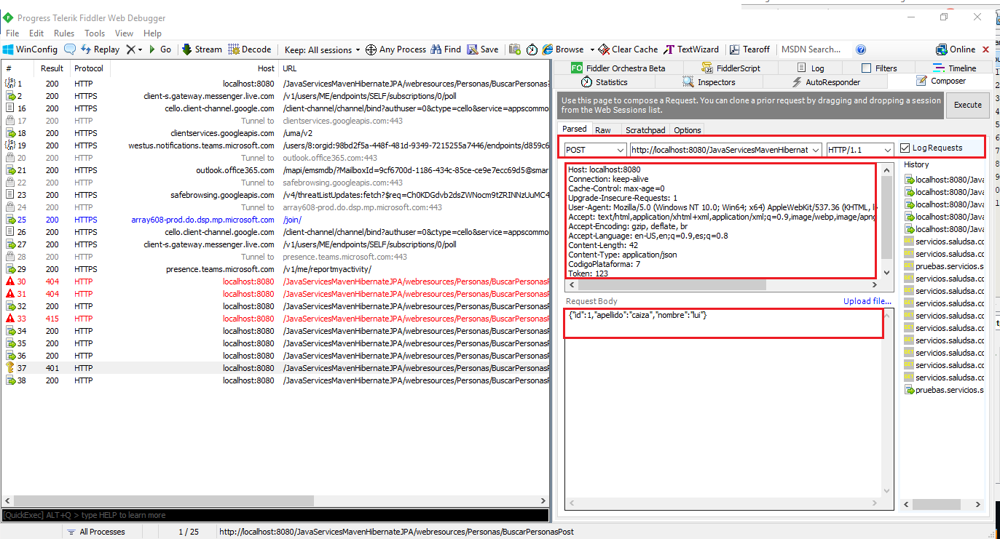 Progress Telerik Fiddler Web Debugger
File Edit Rules Tools View Help
WinConfig Replay Go Stream Decode Keep: All sessions Any Process Find Save Browse Clear Cache TextWizard Tearoff MSDN Search... Online
# Result Protocol Host URL
1 200 HTTP localhost:8080 /JavaServicesMavenHibernateJPA/webresources/Personas/BuscarPersonas?
2 200 HTTPS client-s.gateway.messenger.live.com /v1/users/ME/endpoints/SELF/subscriptions/0/poll
16 200 HTTPS cello.client-channel.google.com /client-channel/channel/bind?authuser=0&ctype=cello&service=appscommo
17 200 HTTP Tunnel to clientservices.googleapis.com:443
18 200 HTTPS clientservices.googleapis.com /uma/v2
19 200 HTTPS westus.notifications.teams.microsoft.com /users/8:orgid:98bd2f5a-448f-481d-9349-7215255a7446/endpoints/d859c6
20 200 HTTP Tunnel to outlook.office365.com:443
21 200 HTTPS outlook.office365.com /mapi/emsmdb/?MailboxId=9cf6700d-1186-434c-85ce-ce9e7ecc69d5@smar
22 200 HTTP Tunnel to safebrowsing.googleapis.com:443
23 200 HTTPS safebrowsing.googleapis.com /v4/threatListUpdates:fetch?$req=Ch0KDGdvb2dsZWNocm9tZRINNzUuMC4
24 200 HTTP Tunnel to array608-prod.do.dsp.mp.microsoft.com:443
25 200 HTTPS array608-prod.do.dsp.mp.microsoft.com /join/
26 200 HTTPS cello.client-channel.google.com /client-channel/channel/bind?authuser=0&ctype=cello&service=appscommo
27 200 HTTPS client-s.gateway.messenger.live.com /v1/users/ME/endpoints/SELF/subscriptions/0/poll
28 200 HTTP Tunnel to presence.teams.microsoft.com:443
29 200 HTTPS presence.teams.microsoft.com /v1/me/reportmyactivity/
30 404 HTTP localhost:8080 /JavaServicesMavenHibernateJPA/webresources/Personas/BuscarPersonasP
31 404 HTTP localhost:8080 /JavaServicesMavenHibernateJPA/webresources/Personas/BuscarPersonasP
32 200 HTTP localhost:8080 /JavaServicesMavenHibernateJPA/webresources/Personas/BuscarPersonasP
33 415 HTTP localhost:8080 /JavaServicesMavenHibernateJPA/webresources/Personas/BuscarPersonasP
34 200 HTTP localhost:8080 /JavaServicesMavenHibernateJPA/webresources/Personas/BuscarPersonasP
35 200 HTTP localhost:8080 /JavaServicesMavenHibernateJPA/webresources/Personas/BuscarPersonasP
36 200 HTTP localhost:8080 /JavaServicesMavenHibernateJPA/webresources/Personas/BuscarPersonasP
37 401 HTTP localhost:8080 /JavaServicesMavenHibernateJPA/webresources/Personas/BuscarPersonasP
38 200 HTTP localhost:8080 /JavaServicesMavenHibernateJPA/webresources/Personas/BuscarPersonasP
[QuickExec] ALT+Q > type HELP to learn more
All Processes 1 / 25 http://localhost:8080/JavaServicesMavenHibernateJPA/webresources/Personas/BuscarPersonasPost
FO Fiddler Orchestra Beta FiddlerScript Log Filters Timeline
Statistics Inspectors AutoResponder Composer
Use this page to compose a Request. You can clone a prior request by dragging and dropping a session
from the Web Sessions list.
Execute
Parsed Raw Scratchpad Options
POST http://localhost:8080/JavaServicesMavenHibernat HTTP/1.1 Log Requests
Host: localhost:8080
Connection: keep-alive
Cache-Control: max-age=0
Upgrade-Insecure-Requests: 1
User-Agent: Mozilla/5.0 (Windows NT 10.0; Win64; x64) AppleWebKit/537.36 (KHTML, li
Accept: text/html,application/xhtml+xml,application/xml;q=0.9,image/webp,image/apng
Accept-Encoding: gzip, deflate, br
Accept-Language: en-US,en;q=0.9,es;q=0.8
Content-Length: 42
Content-Type: application/json
CodigoPlataforma: 7
Token: 123
Request Body Upload file...
{"id":1,"apellido":"caiza","nombre":"lui"}
History
localhost:8080/Java
localhost:8080/Java
localhost:8080/Java
localhost:8080/Java
localhost:8080/Java
servicios.saludsa.cc
servicios.saludsa.cc
pruebas.servicios.s
servicios.saludsa.cc
servicios.saludsa.cc
servicios.saludsa.cc
servicios.saludsa.cc
servicios.saludsa.cc
servicios.saludsa.cc
servicios.saludsa.cc
servicios.saludsa.cc
servicios.saludsa.cc
pruebas.servicios.s